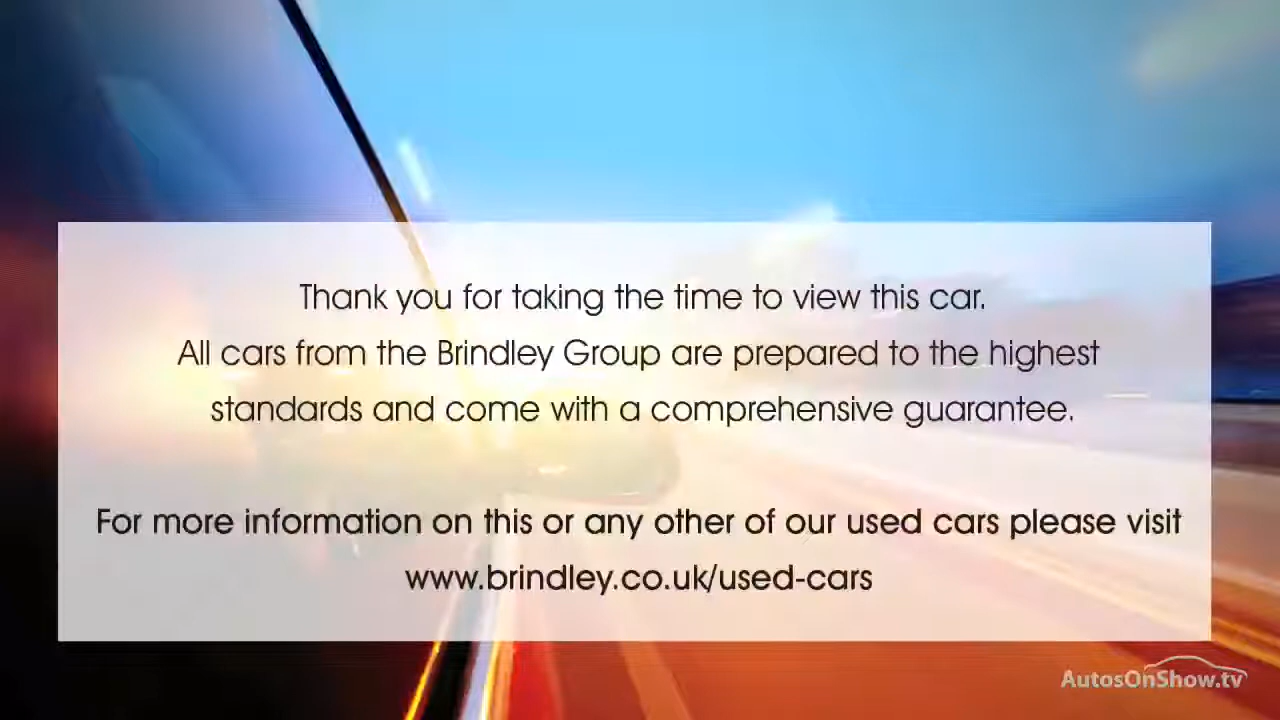 Thank you for taking the time to view this car.
All cars from the Brindley Group are prepared to the highest
standards and come with a comprehensive guarantee.
For more information on this or any other of our used cars please visit
www.brindley.co.uk/used-cars
AutosOnShow.tv